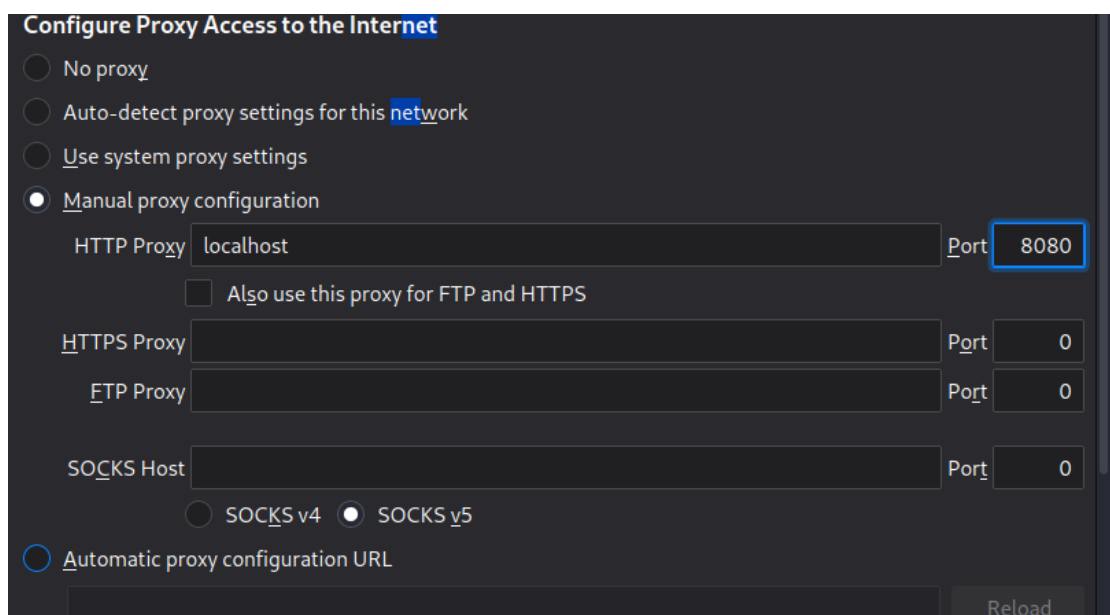 Configure Proxy Access to the Internet
No proxy
Auto-detect proxy settings for this network
Use system proxy settings
Manual proxy configuration
HTTP Proxy localhost Port 8080
Also use this proxy for FTP and HTTPS
HTTPS Proxy Port 0
FTP Proxy Port 0
SOCKS Host Port 0
SOCKS v4 SOCKS v5
Automatic proxy configuration URL
Reload